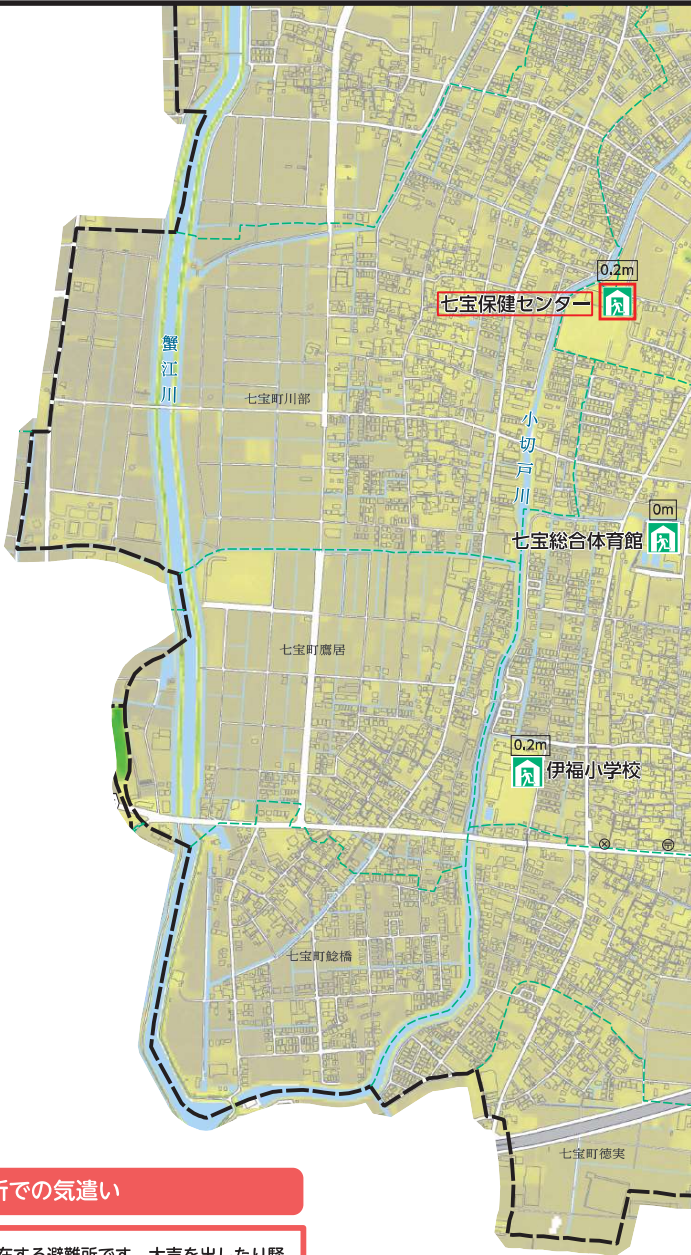 0.2m
七宝保健センター
蟹江川
七宝町川部
小切戸川
0m
七宝総合体育館
七宝町鷹居
0.2m
伊福小学校
七宝町鯰橋
七宝町徳実
所での気遣い
在する避難所です。大声を出したり騒